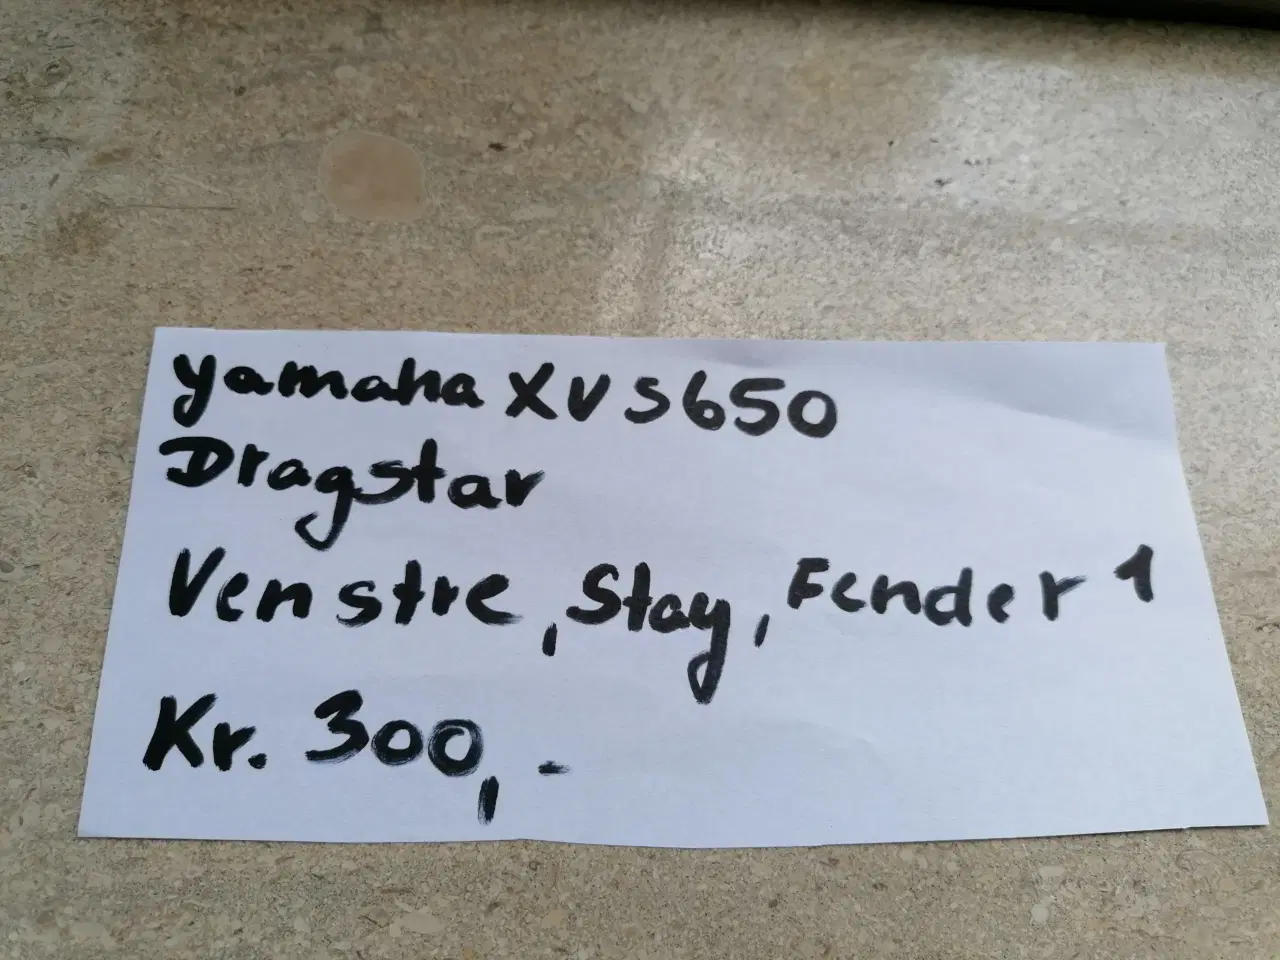 Yamaha XVS650
Dragstar
Venstre, Stay, Fender 1
Kr. 300,-